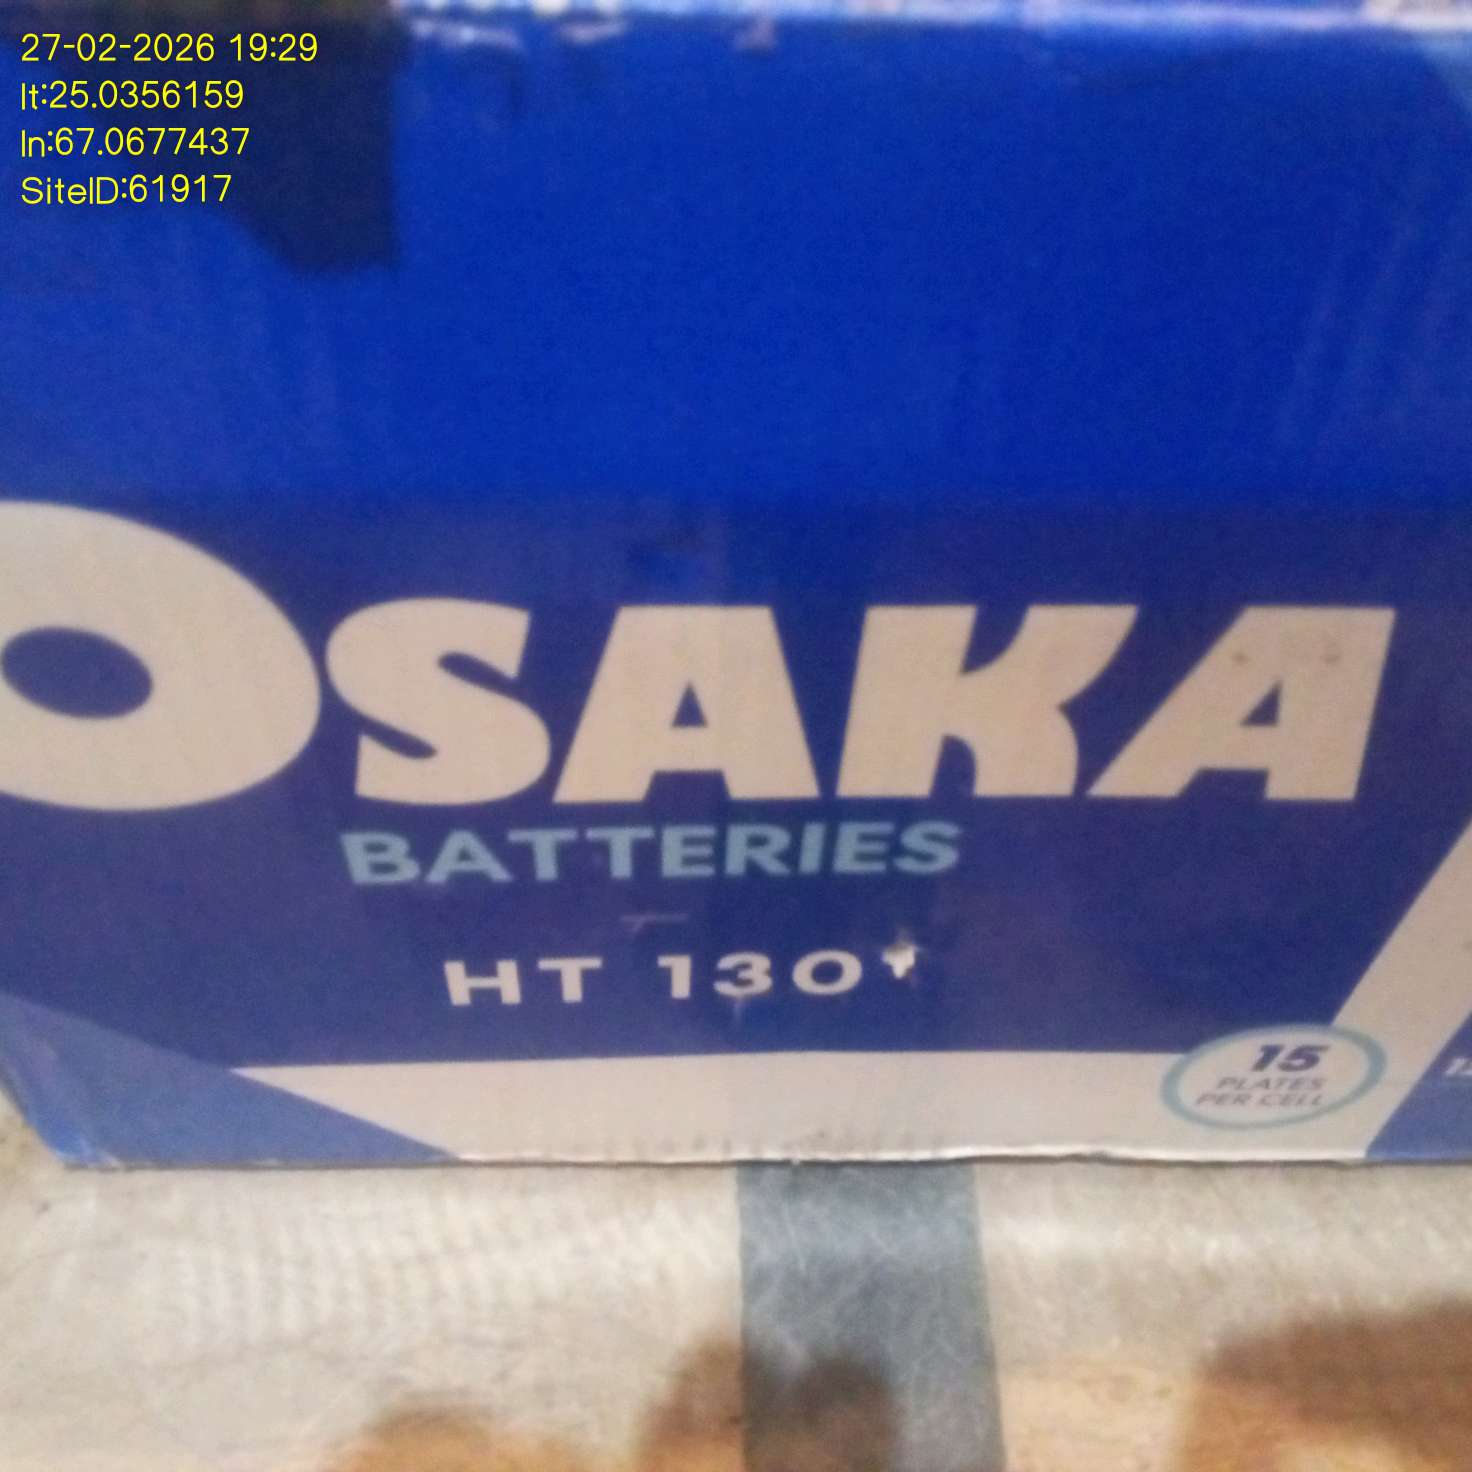 27-02-2026 19:29
lt:25.0356159
ln:67.0677437
SiteID:61917
OSAKA
BATTERIES
HT 130
15
PLATES
PER CELL